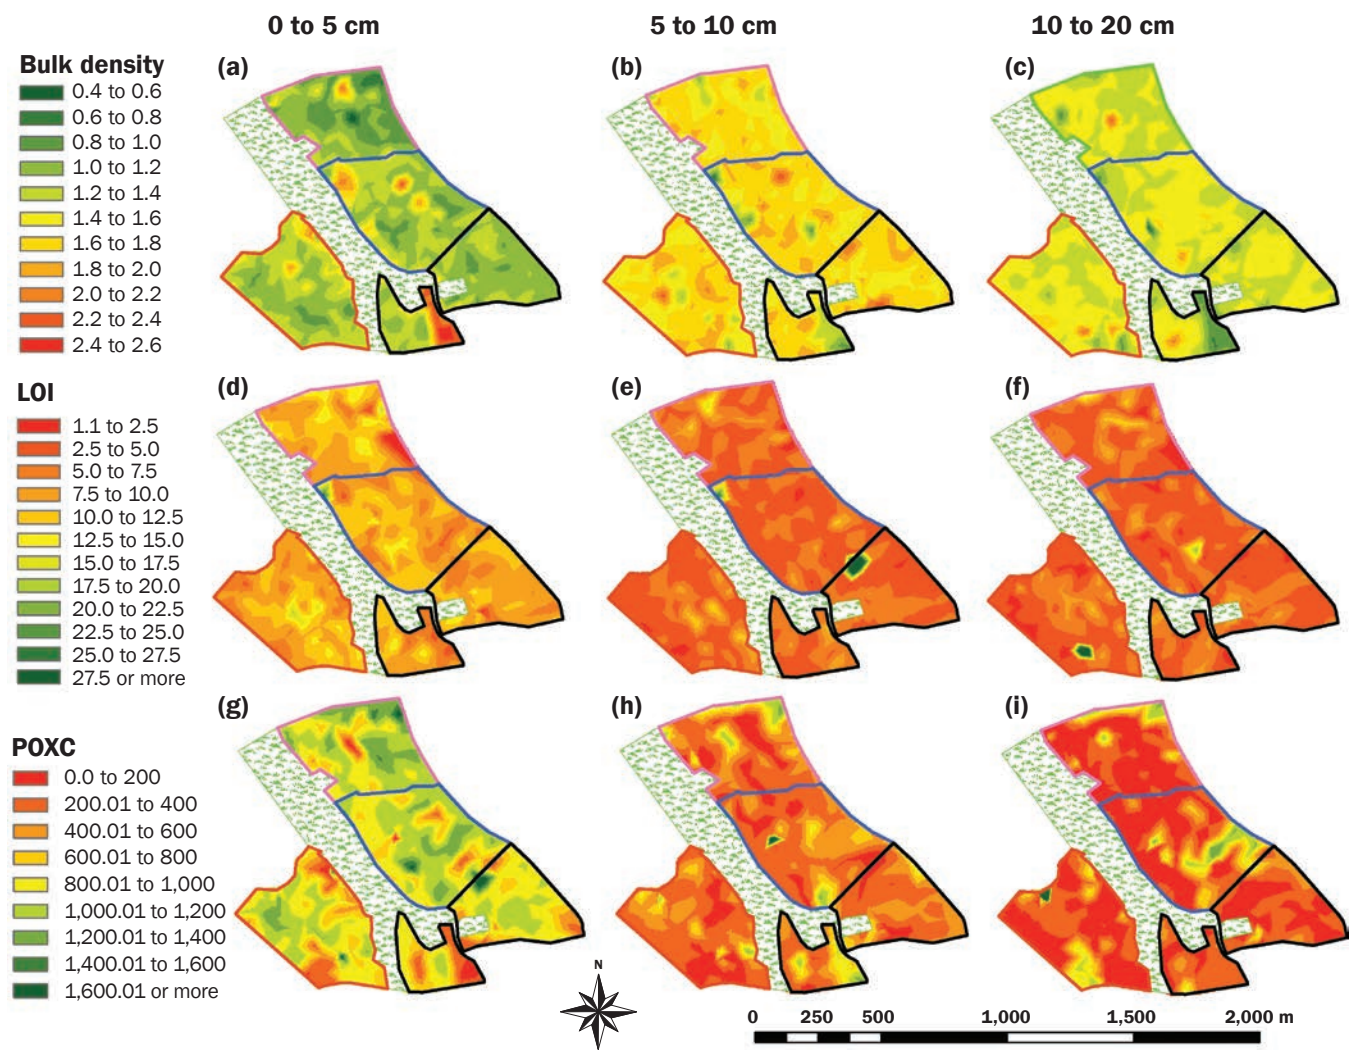 0 to 5 cm
5 to 10 cm
10 to 20 cm
Bulk density
0.4 to 0.6
0.6 to 0.8
0.8 to 1.0
1.0 to 1.2
1.2 to 1.4
1.4 to 1.6
1.6 to 1.8
1.8 to 2.0
2.0 to 2.2
2.2 to 2.4
2.4 to 2.6
(a)
(b)
(c)
LOI
1.1 to 2.5
2.5 to 5.0
5.0 to 7.5
7.5 to 10.0
10.0 to 12.5
12.5 to 15.0
15.0 to 17.5
17.5 to 20.0
20.0 to 22.5
22.5 to 25.0
25.0 to 27.5
27.5 or more
(d)
(e)
(f)
POXC
0.0 to 200
200.01 to 400
400.01 to 600
600.01 to 800
800.01 to 1,000
1,000.01 to 1,200
1,200.01 to 1,400
1,400.01 to 1,600
1,600.01 or more
(g)
(h)
(i)
N
0 250 500 1,000 1,500 2,000 m